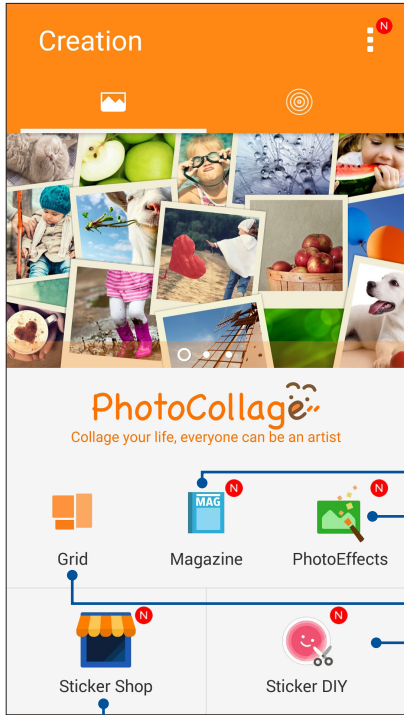 Creation
N
PhotoCollage
Collage your life, everyone can be an artist
MAG
N
N
Grid
Magazine
PhotoEffects
N
N
Sticker Shop
Sticker DIY